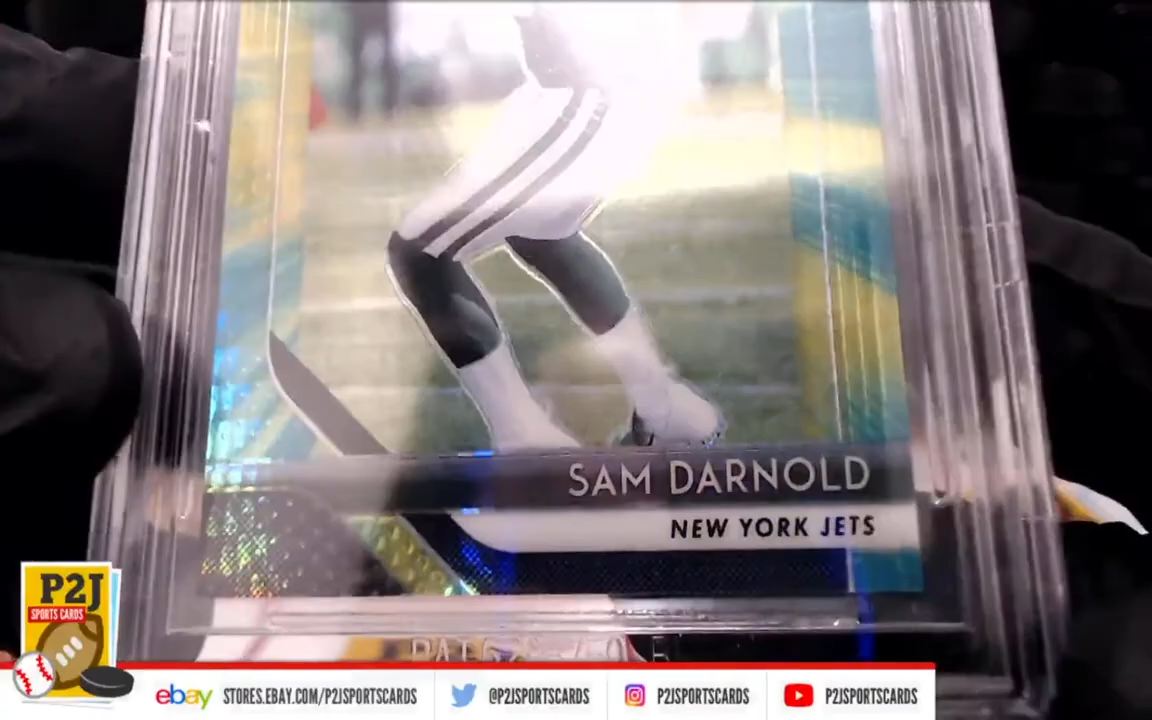 SAM DARNOLD
NEW YORK JETS
P2J
SPORTS CARDS
ebay STORES.EBAY.COM/P2JSPORTSCARDS @P2JSPORTSCARDS P2JSPORTSCARDS P2JSPORTSCARDS